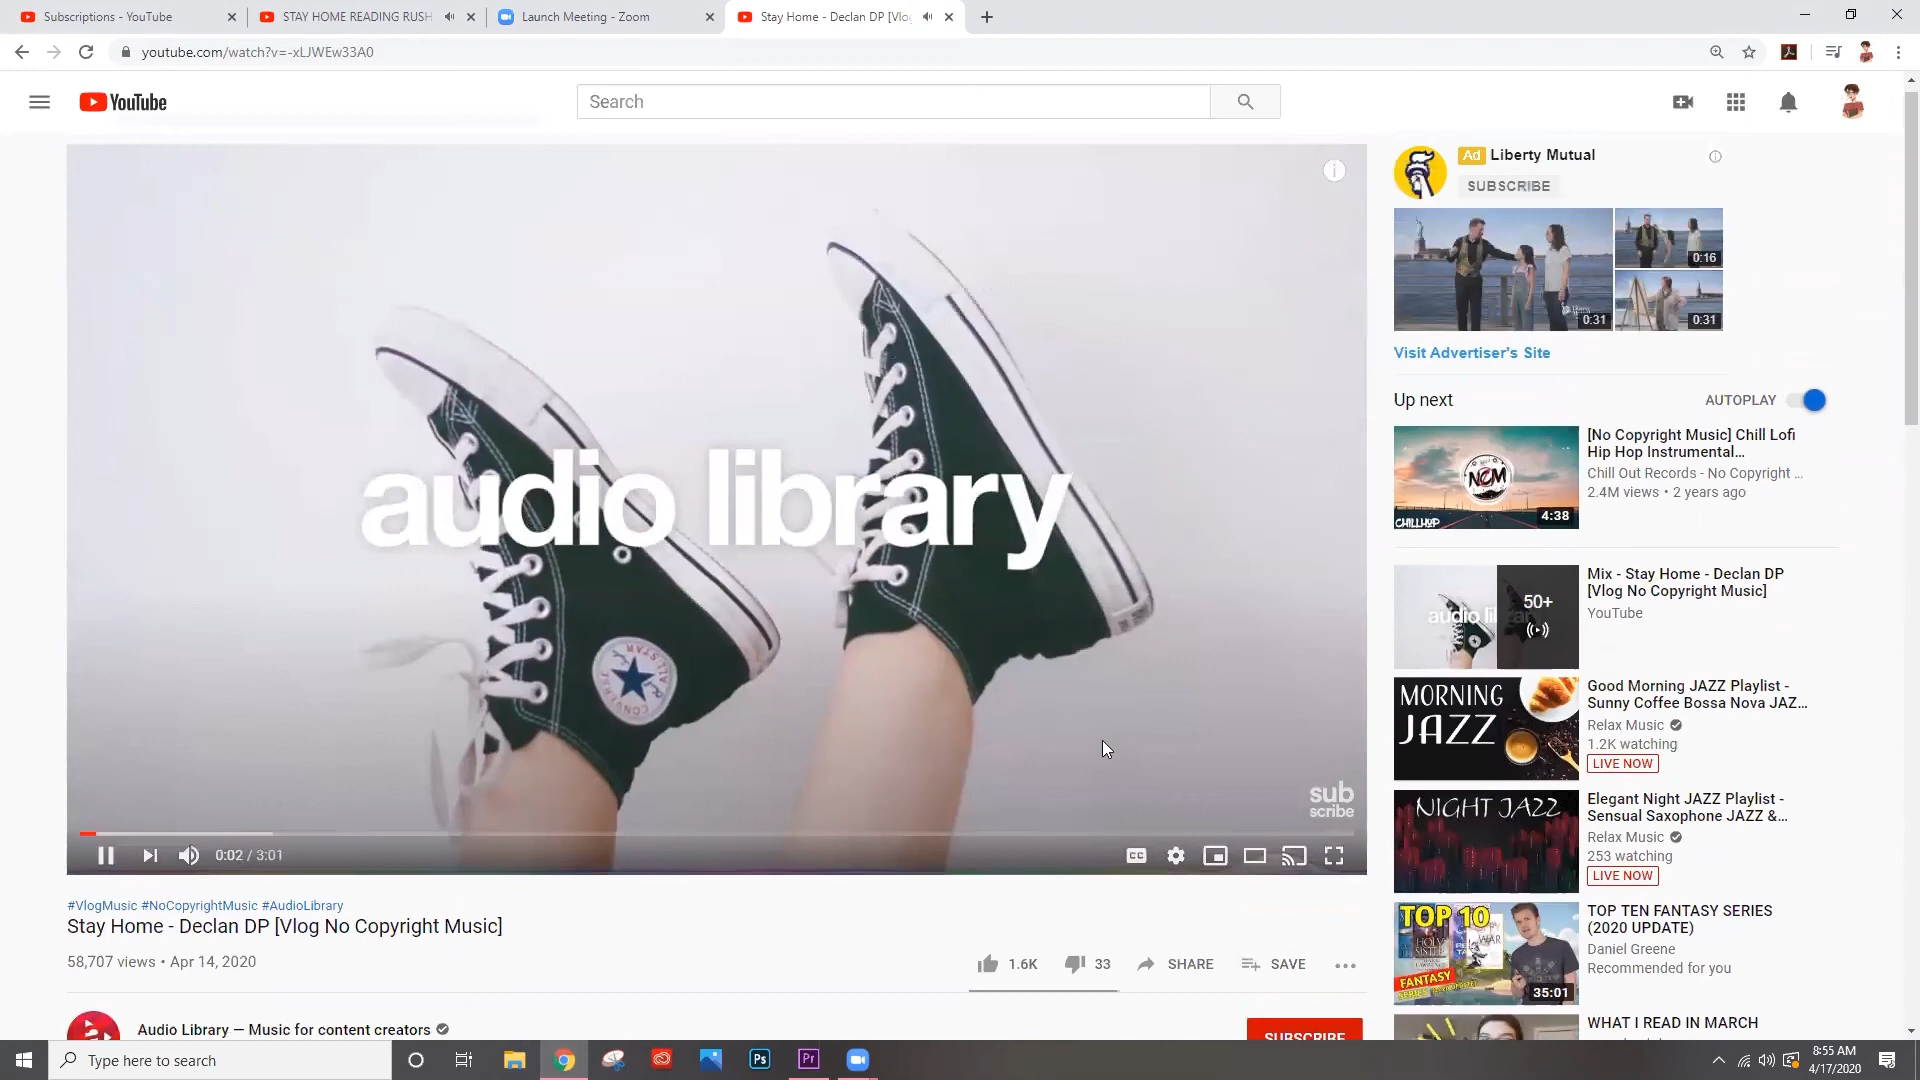 Subscriptions - YouTube
STAY HOME READING RUSH
Launch Meeting - Zoom
Stay Home - Declan DP [Vlo
youtube.com/watch?v=-xLJWEw33A0
YouTube
Search
audio library
CONVERSE
ALL STAR
sub
scribe
0:02 / 3:01
CC
#VlogMusic #NoCopyrightMusic #AudioLibrary
Stay Home - Declan DP [Vlog No Copyright Music]
58,707 views • Apr 14, 2020
1.6K
33
SHARE
SAVE
Audio Library — Music for content creators
SUBSCRIBE
Ad Liberty Mutual
SUBSCRIBE
0:31
0:16
0:31
Visit Advertiser's Site
Up next
AUTOPLAY
NCM
CHILLHOP
4:38
[No Copyright Music] Chill Lofi
Hip Hop Instrumental...
Chill Out Records - No Copyright ...
2.4M views • 2 years ago
50+
Mix - Stay Home - Declan DP
[Vlog No Copyright Music]
YouTube
MORNING
JAZZ
Good Morning JAZZ Playlist -
Sunny Coffee Bossa Nova JAZ...
Relax Music
1.2K watching
LIVE NOW
NIGHT JAZZ
Elegant Night JAZZ Playlist -
Sensual Saxophone JAZZ &...
Relax Music
253 watching
LIVE NOW
TOP 10
FANTASY
35:01
TOP TEN FANTASY SERIES
(2020 UPDATE)
Daniel Greene
Recommended for you
WHAT I READ IN MARCH
Type here to search
Ps
Pr
8:55 AM
4/17/2020